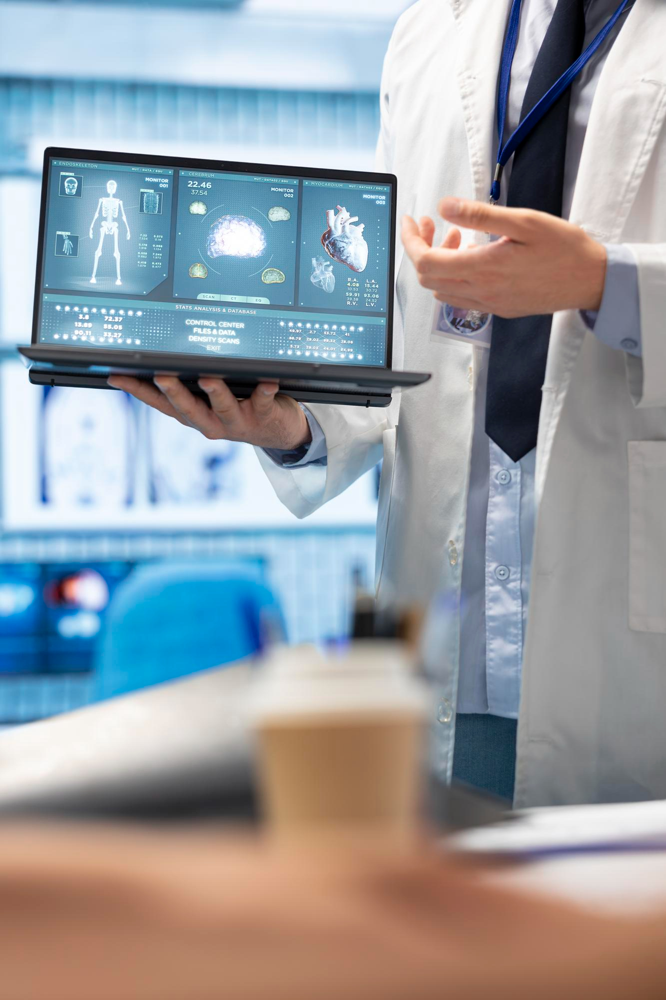 ENDOSKELETON
MUT - DATA / EQU
MONITOR
001
7.23 5.573
7.534 0.19
5.178 0.068
1.918 1.134
6.558 7.244
9.882 1.973
4.418 6.473
1.079 8.477
CEREBRUM
MUT - DATA02 / EQU
22.46
37.54
MONITOR
002
SCAN CT EQ
MYOCARDIUM MUT - DATA03 / EQU
MONITOR
003
R.A. L.A.
4.08 15.44
10.53 30.72
59.91 93.06
39.38 24.52
R.V. L.V.
STATS ANALYSIS & DATABASE
3.8 72.37
13.89 55.05
90.11 33.27
CONTROL CENTER
FILES & DATA
DENSITY SCANS
EXIT
49.97 2.7 53.72 41
88.79 29.02 88.32 28.06
5.73 29.03 44.01 84.99